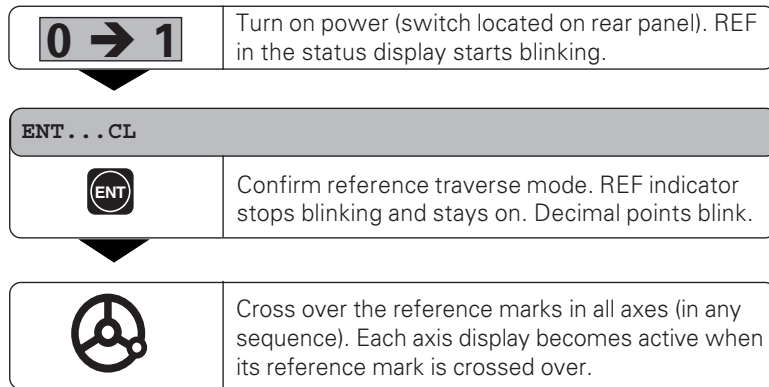 0 ➔ 1
Turn on power (switch located on rear panel). REF
in the status display starts blinking.
ENT...CL
ENT
Confirm reference traverse mode. REF indicator
stops blinking and stays on. Decimal points blink.
Cross over the reference marks in all axes (in any
sequence). Each axis display becomes active when
its reference mark is crossed over.